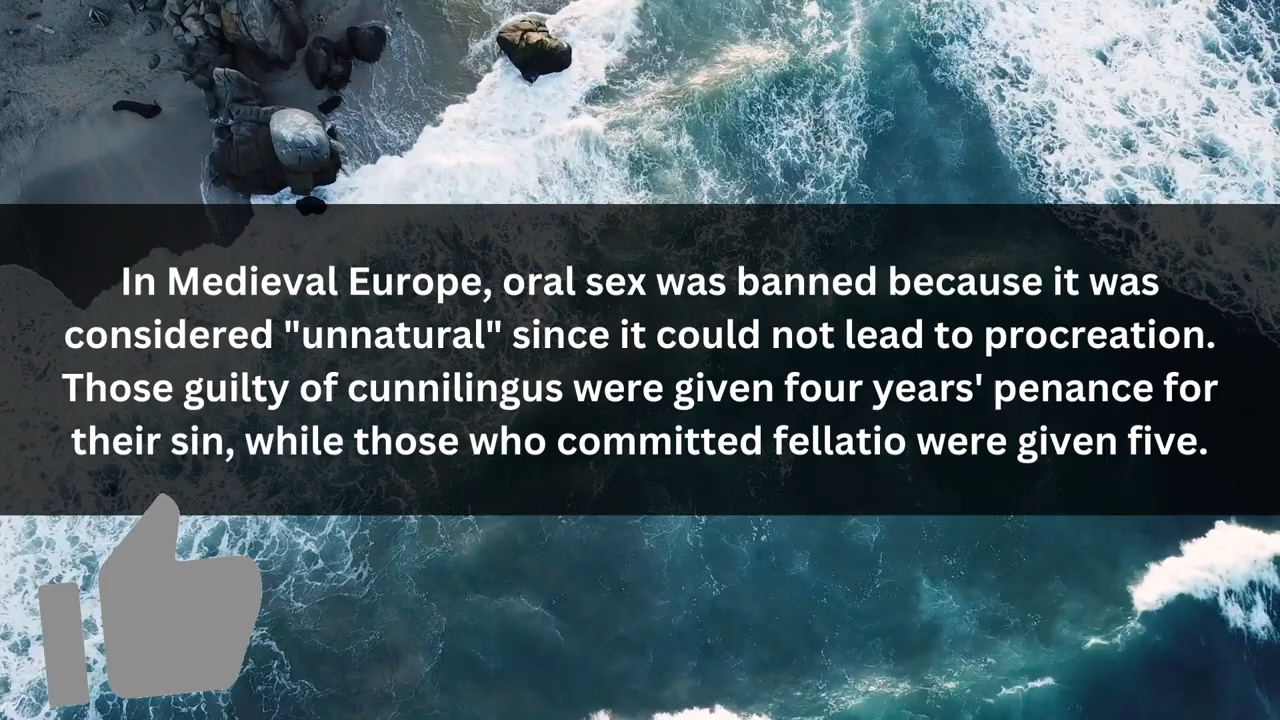 In Medieval Europe, oral sex was banned because it was
considered "unnatural" since it could not lead to procreation.
Those guilty of cunnilingus were given four years' penance for
their sin, while those who committed fellatio were given five.